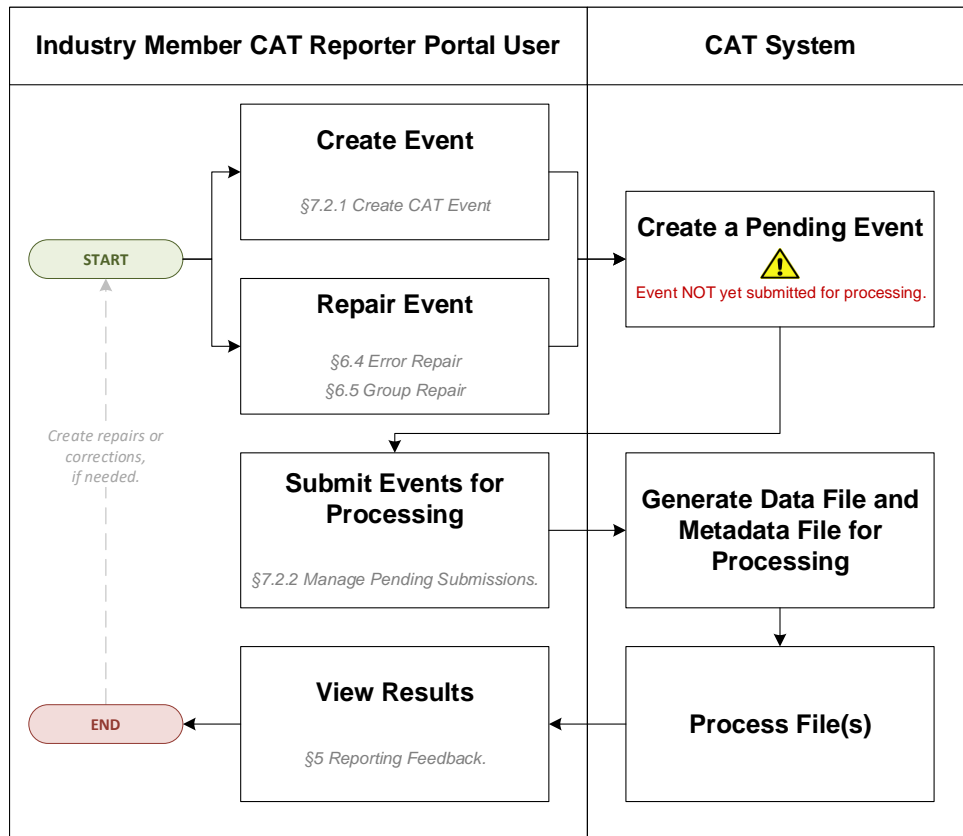 Industry Member CAT Reporter Portal User
CAT System
Create Event
§7.2.1 Create CAT Event
START
Repair Event
§6.4 Error Repair
§6.5 Group Repair
Create a Pending Event
Event NOT yet submitted for processing.
Create repairs or
corrections,
if needed.
Submit Events for
Processing
§7.2.2 Manage Pending Submissions.
Generate Data File and
Metadata File for
Processing
Process File(s)
View Results
§5 Reporting Feedback.
END